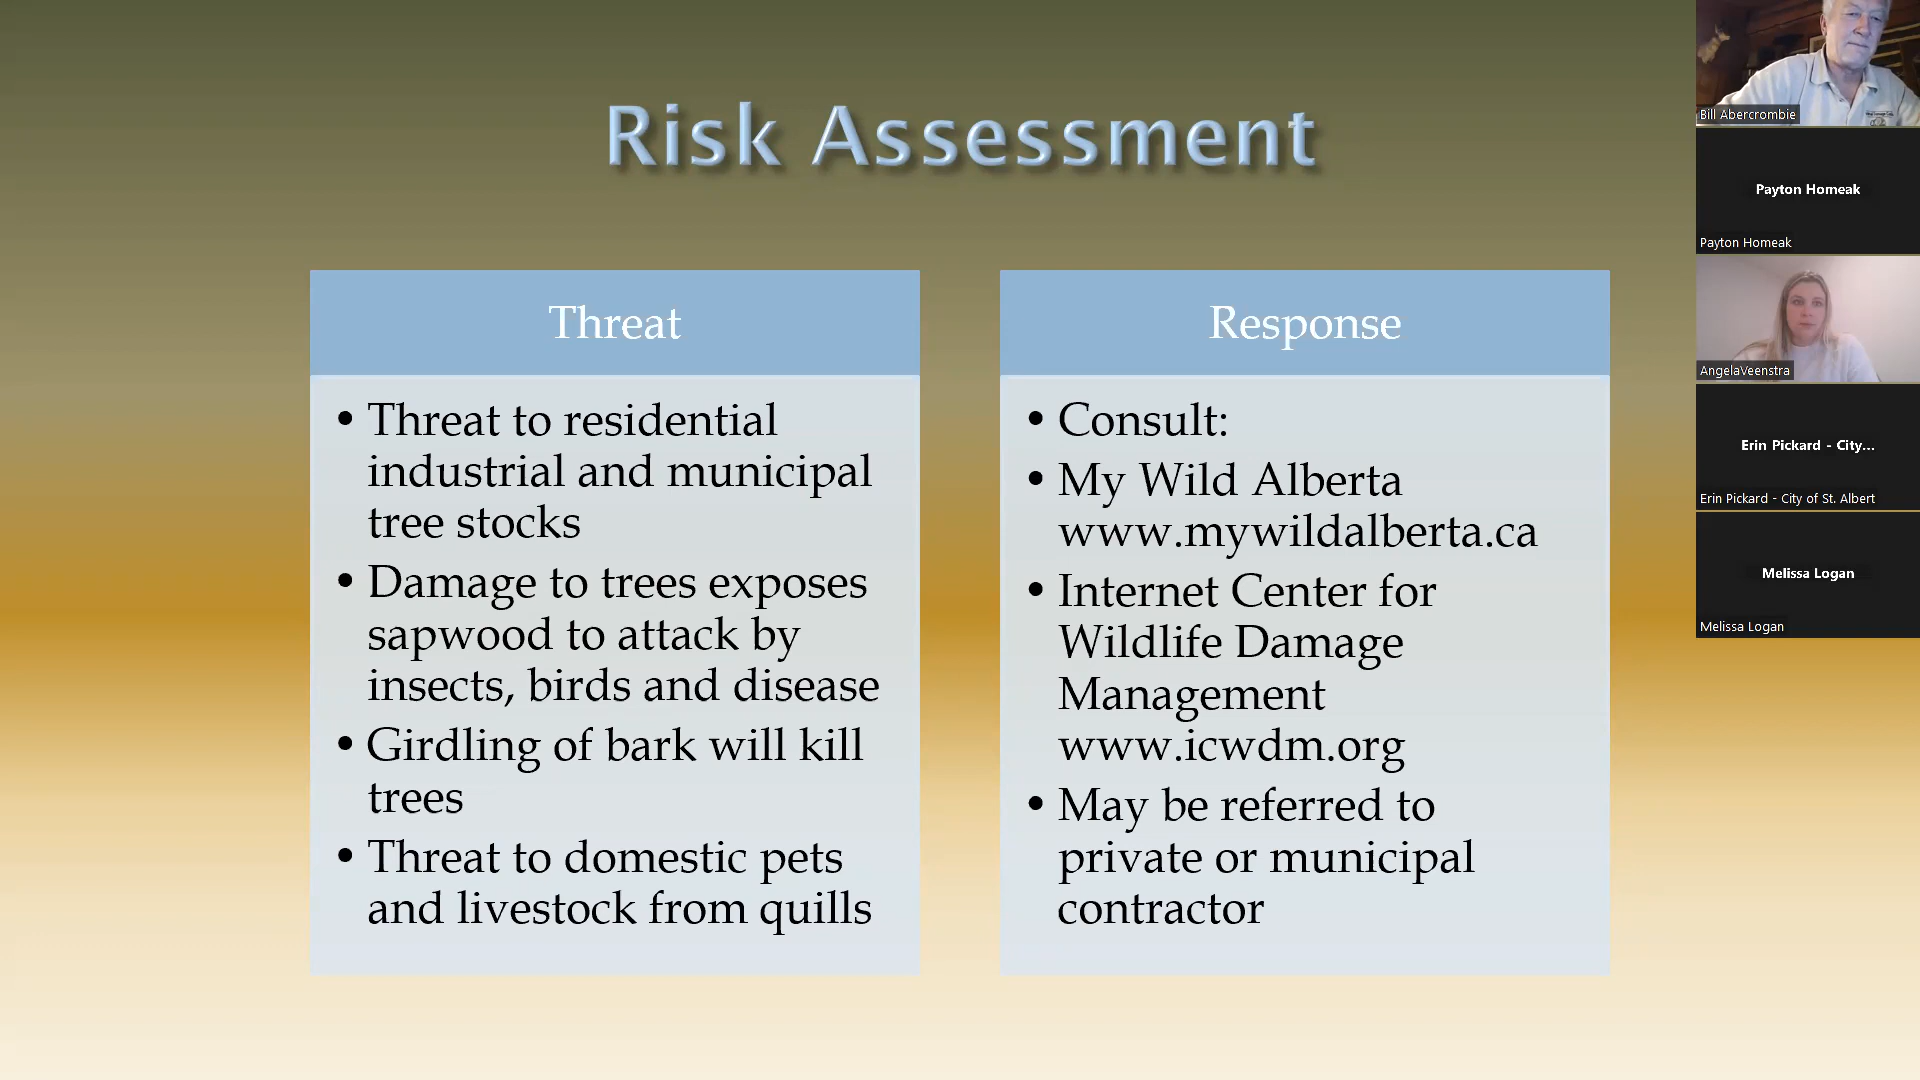 Risk Assessment
Threat
• Threat to residential
industrial and municipal
tree stocks
• Damage to trees exposes
sapwood to attack by
insects, birds and disease
• Girdling of bark will kill
trees
• Threat to domestic pets
and livestock from quills
Response
• Consult:
• My Wild Alberta
www.mywildalberta.ca
• Internet Center for
Wildlife Damage
Management
www.icwdm.org
• May be referred to
private or municipal
contractor
Bill Abercrombie
Payton Homeak
Payton Homeak
AngelaVeenstra
Erin Pickard - City...
Erin Pickard - City of St. Albert
Melissa Logan
Melissa Logan